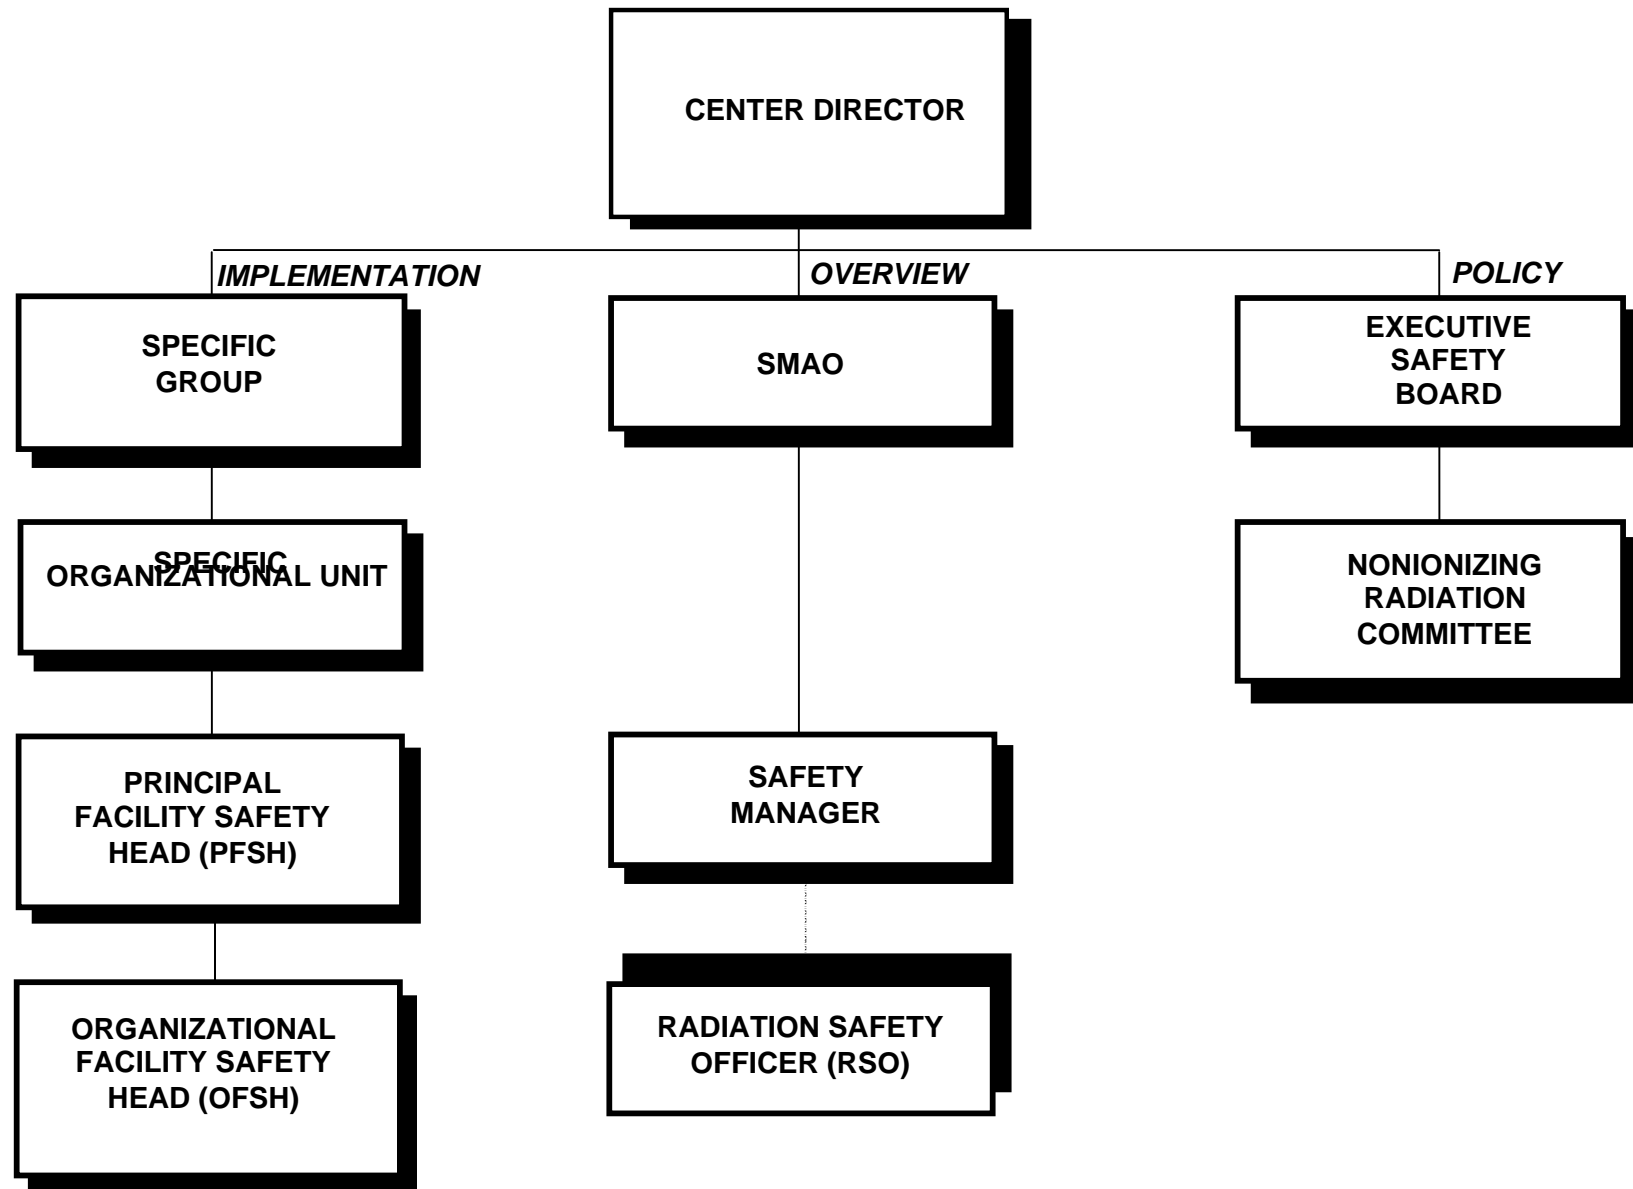 CENTER DIRECTOR
IMPLEMENTATION
OVERVIEW
POLICY
SPECIFIC
GROUP
SMAO
EXECUTIVE
SAFETY
BOARD
SPECIFIC
ORGANIZATIONAL UNIT
NONIONIZING
RADIATION
COMMITTEE
PRINCIPAL
FACILITY SAFETY
HEAD (PFSH)
SAFETY
MANAGER
ORGANIZATIONAL
FACILITY SAFETY
HEAD (OFSH)
RADIATION SAFETY
OFFICER (RSO)